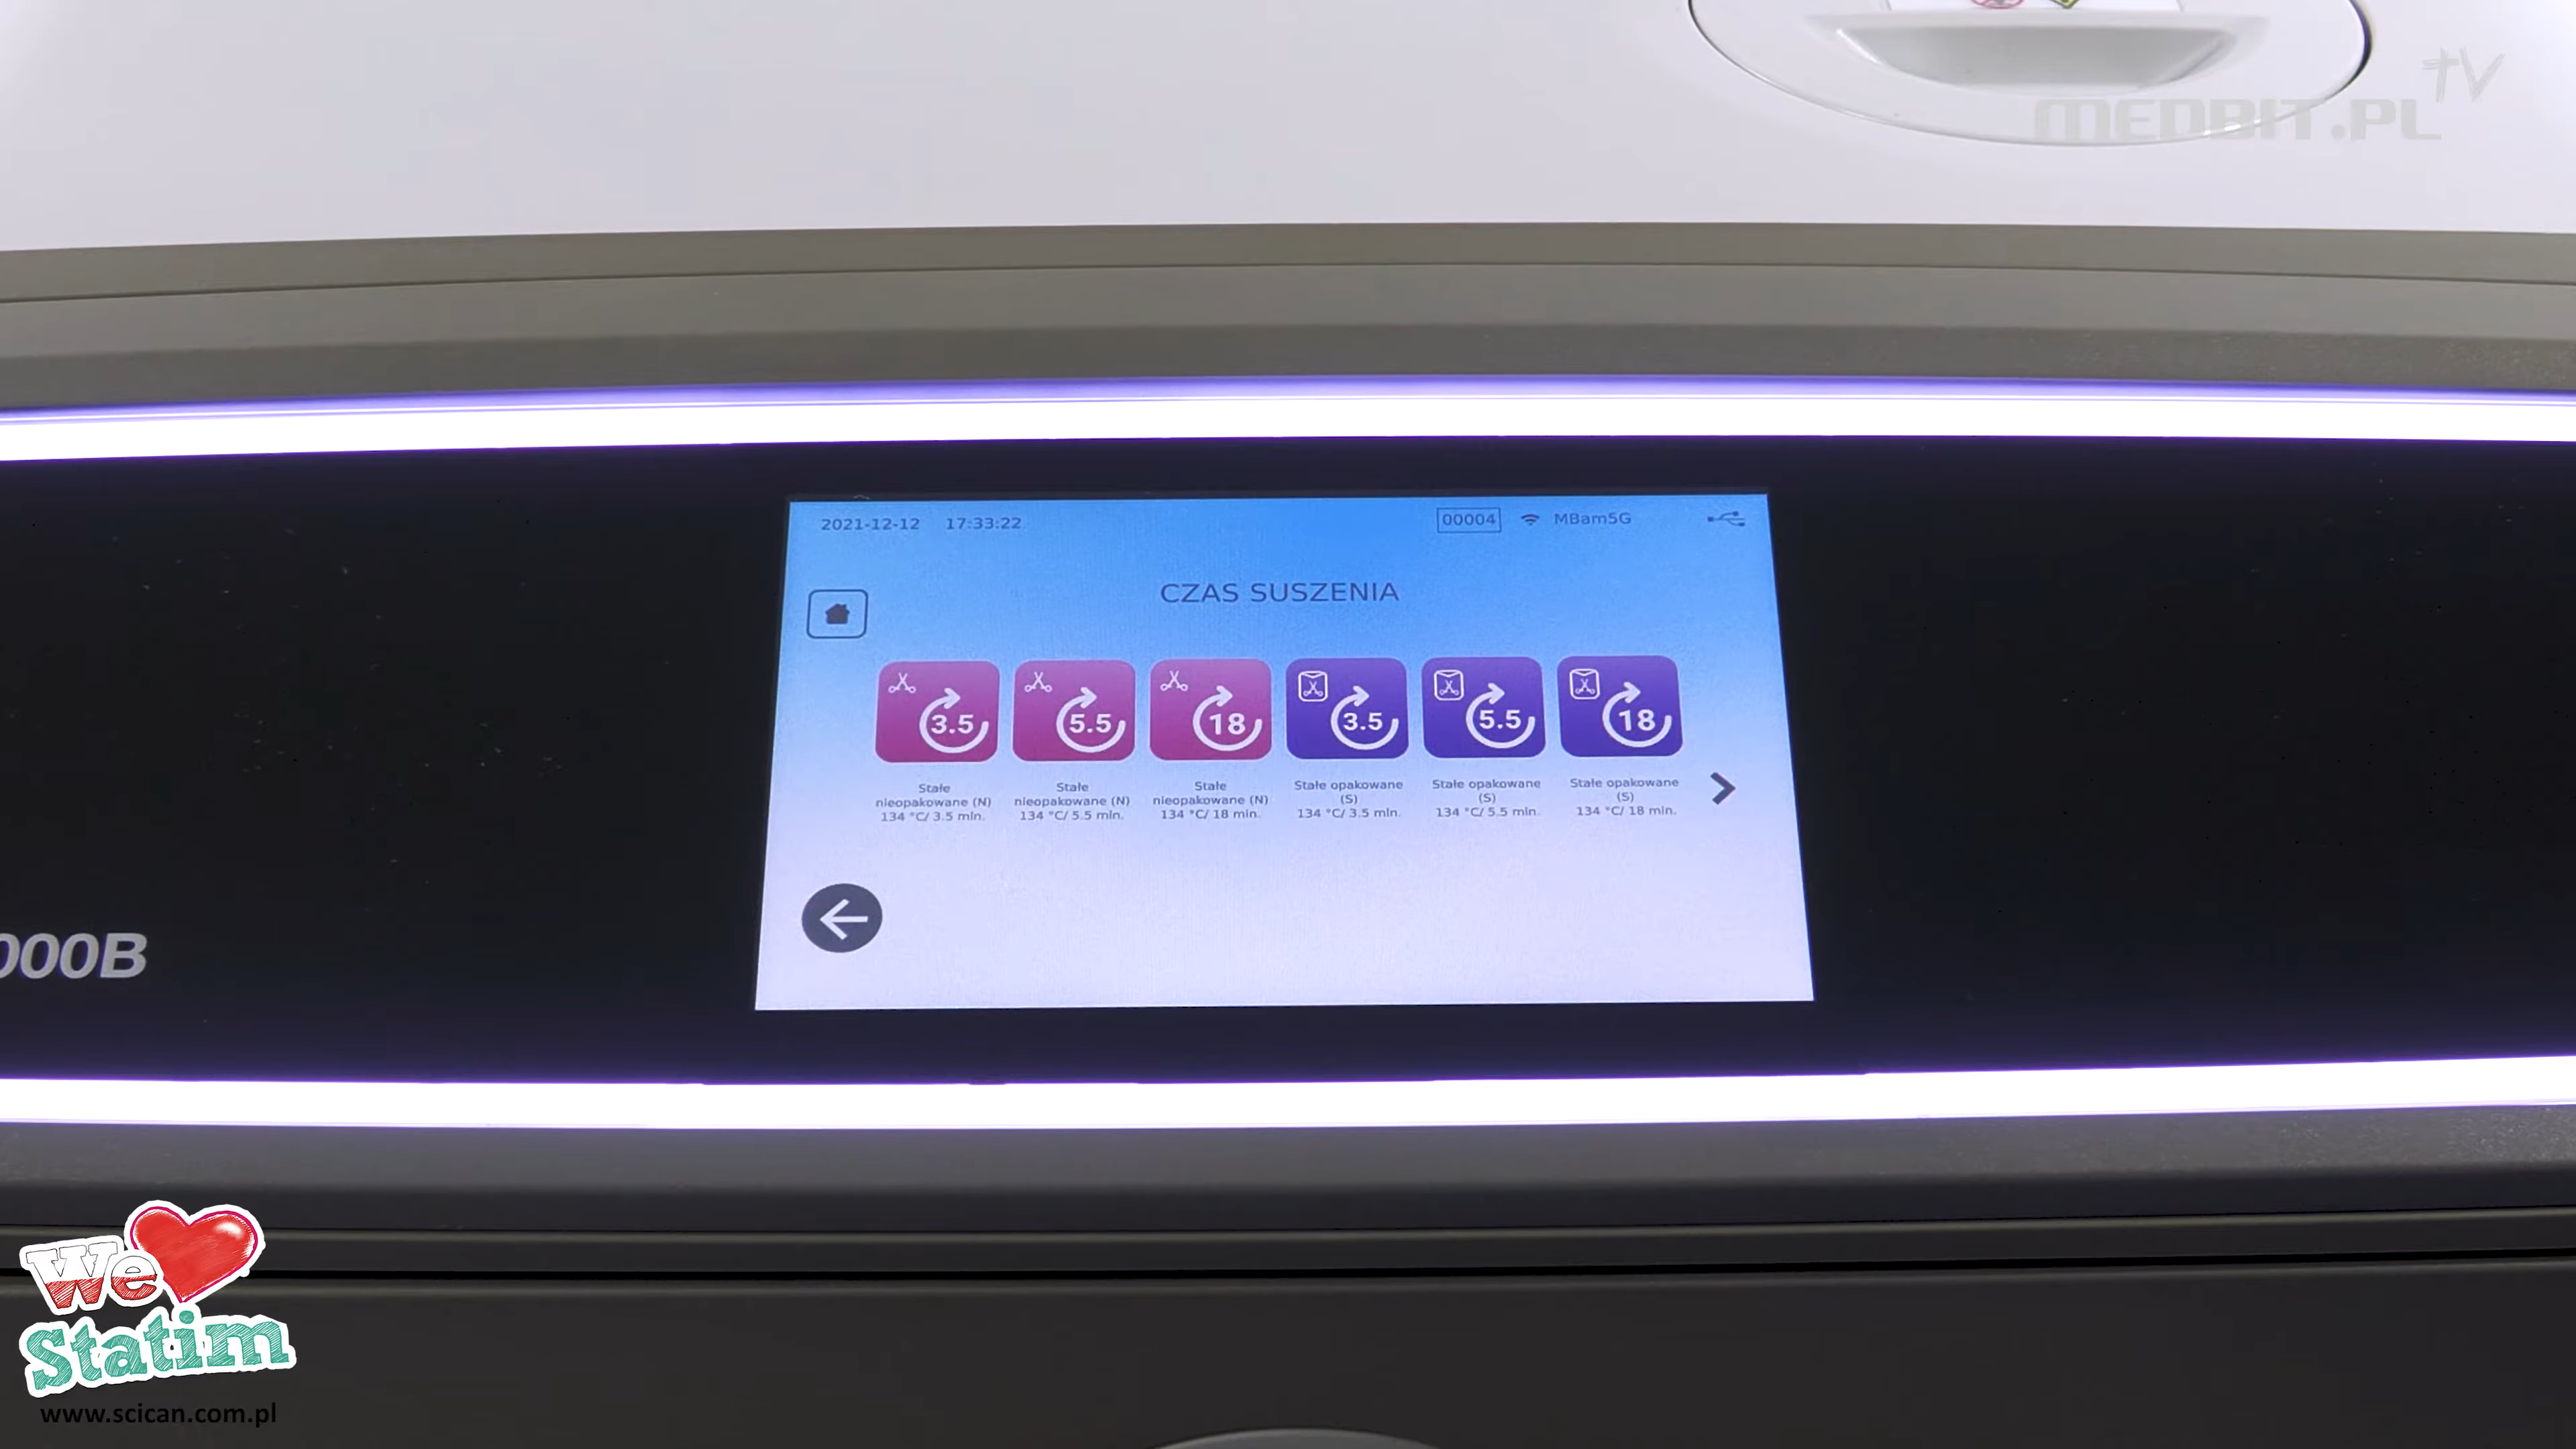 tv
MEDBIT.PL
2021-12-12 17:33:22 00004 MBam5G
CZAS SUSZENIA
3.5 5.5 18 3.5 5.5 18
Stałe
nieopakowane (N)
134 °C/ 3.5 min.
Stałe
nieopakowane (N)
134 °C/ 5.5 min.
Stałe
nieopakowane (N)
134 °C/ 18 min.
Stałe opakowane
(S)
134 °C/ 3.5 min.
Stałe opakowane
(S)
134 °C/ 5.5 min.
Stałe opakowane
(S)
134 °C/ 18 min.
000B
We
Statim
www.scican.com.pl